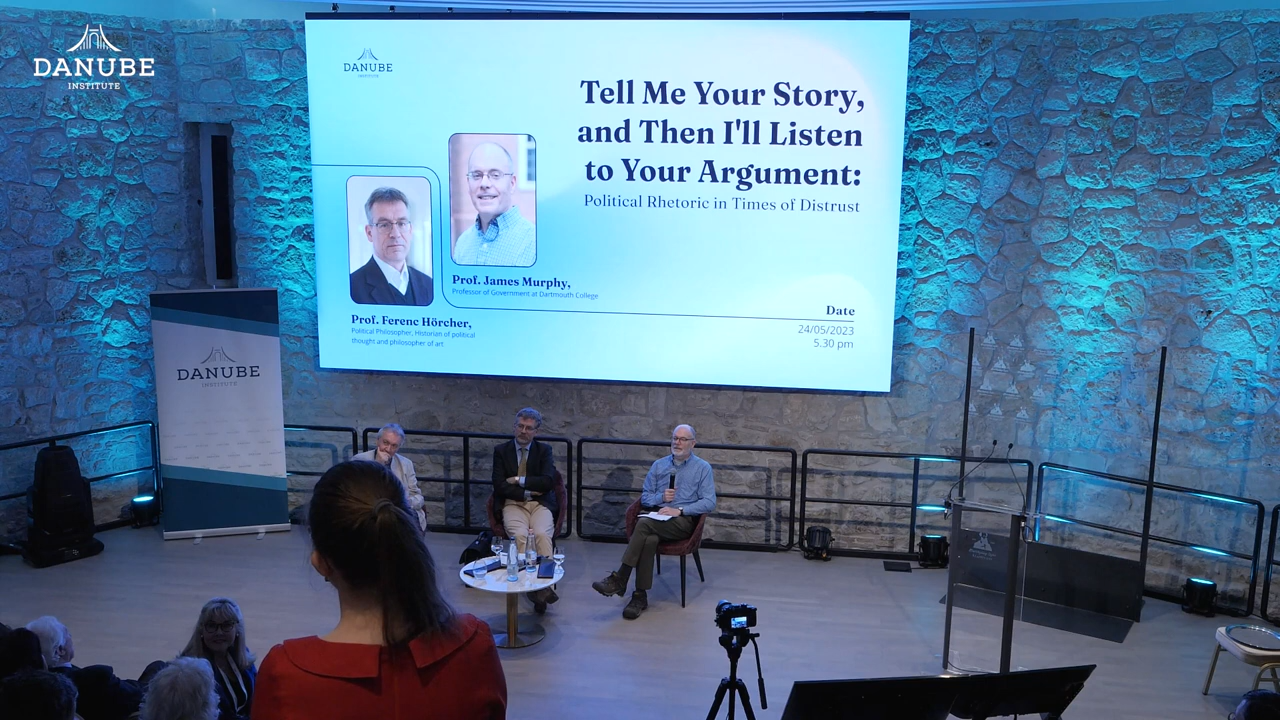 DANUBE
INSTITUTE
DANUBE
INSTITUTE
Tell Me Your Story,
and Then I'll Listen
to Your Argument:
Political Rhetoric in Times of Distrust
Prof. James Murphy,
Professor of Government at Dartmouth College
Prof. Ferenc Hörcher,
Political Philosopher, Historian of political
thought and philosopher of art
Date
24/05/2023
5.30 pm
DANUBE
INSTITUTE